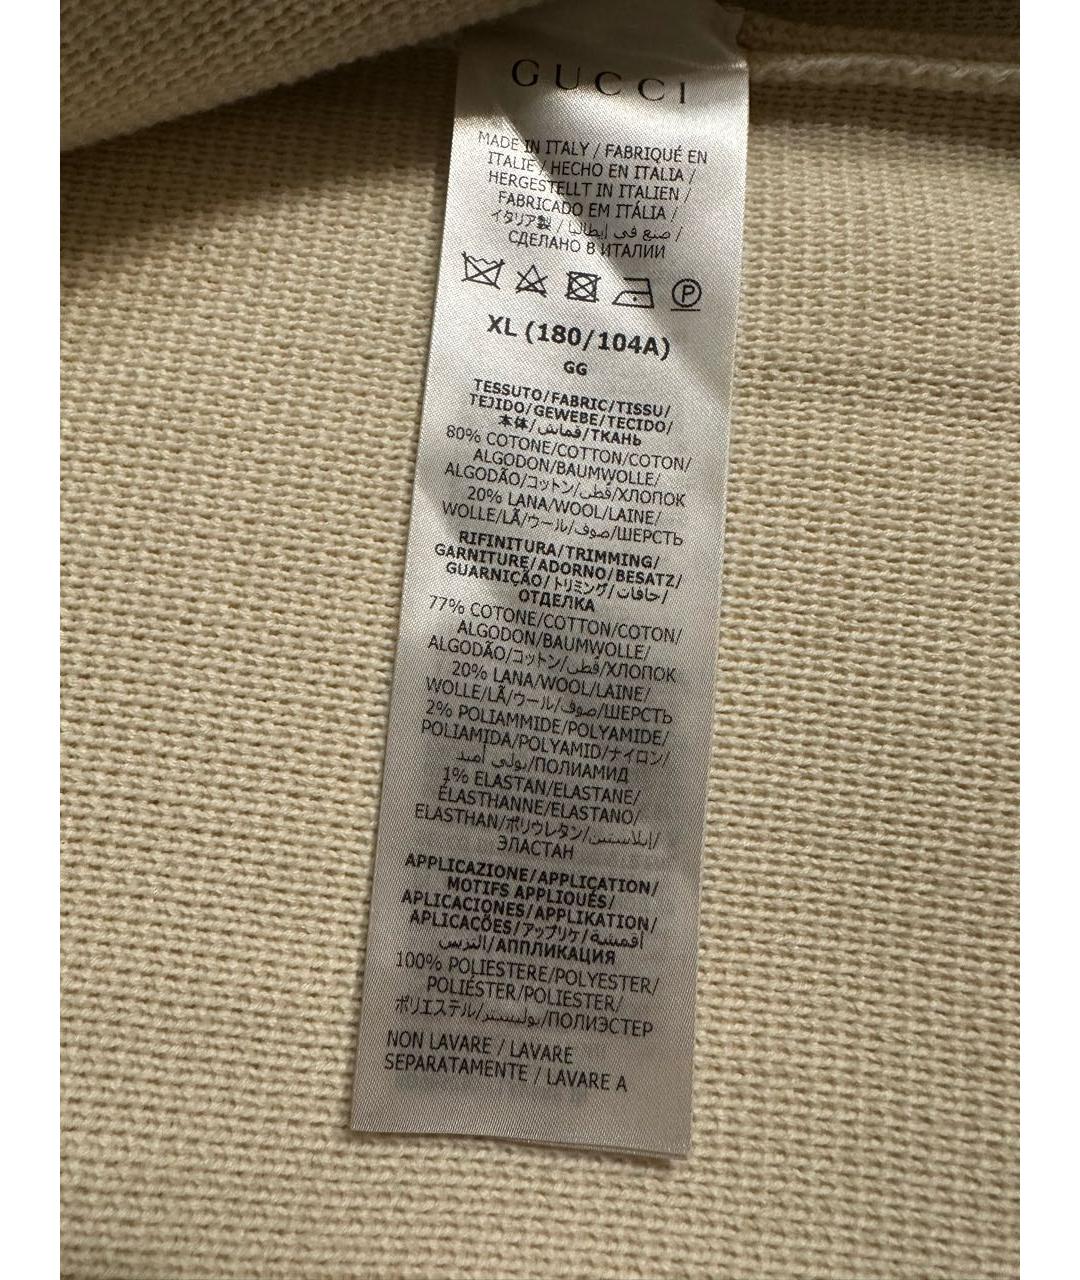 GUCCI
MADE IN ITALY / FABRIQUÉ EN
ITALIE / HECHO EN ITALIA /
HERGESTELLT IN ITALIEN /
FABRICADO EM ITÁLIA /
イタリア製 / صنع في إيطاليا /
СДЕЛАНО В ИТАЛИИ
P
XL (180/104A)
GG
TESSUTO/FABRIC/TISSU/
TEJIDO/GEWEBE/TECIDO/
本体/قماش/ТКАНЬ
80% COTONE/COTTON/COTON/
ALGODON/BAUMWOLLE/
ALGODÃO/コットン/قطن/ХЛОПОК
20% LANA/WOOL/LAINE/
WOLLE/LÃ/ウール/صوف/ШЕРСТЬ
RIFINITURA/TRIMMING/
GARNITURE/ADORNO/BESATZ/
GUARNIÇÃO/トリミング/حافات/
ОТДЕЛКА
77% COTONE/COTTON/COTON/
ALGODON/BAUMWOLLE/
ALGODÃO/コットン/قطن/ХЛОПОК
20% LANA/WOOL/LAINE/
WOLLE/LÃ/ウール/صوف/ШЕРСТЬ
2% POLIAMMIDE/POLYAMIDE/
POLIAMIDA/POLYAMID/ナイロン/
بولي أميد/ПОЛИАМИД
1% ELASTAN/ELASTANE/
ÉLASTHANNE/ELASTANO/
ELASTHAN/ポリウレタン/إيلاستين/
ЭЛАСТАН
APPLICAZIONE/APPLICATION/
MOTIFS APPLIQUÉS/
APLICACIONES/APPLIKATION/
APLICACÕES/アップリケ/أقمشة
الترس/АППЛИКАЦИЯ
100% POLIESTERE/POLYESTER/
POLIÉSTER/POLIESTER/
ポリエステル/بوليستر/ПОЛИЭСТЕР
NON LAVARE / LAVARE
SEPARATAMENTE / LAVARE A